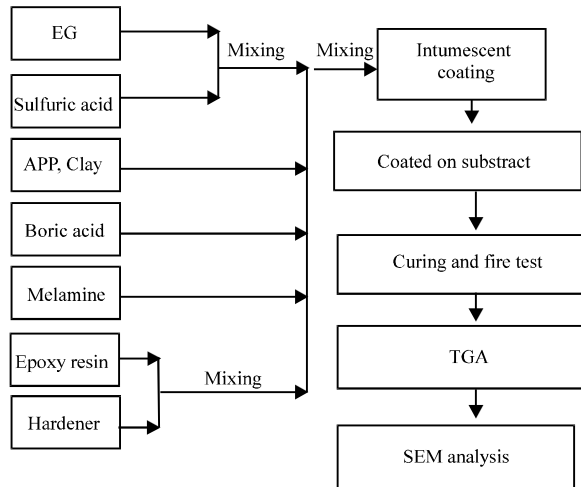 EG
Sulfuric acid
APP, Clay
Boric acid
Melamine
Epoxy resin
Hardener
Mixing
Mixing
Mixing
Intumescent
coating
Coated on substract
Curing and fire test
TGA
SEM analysis